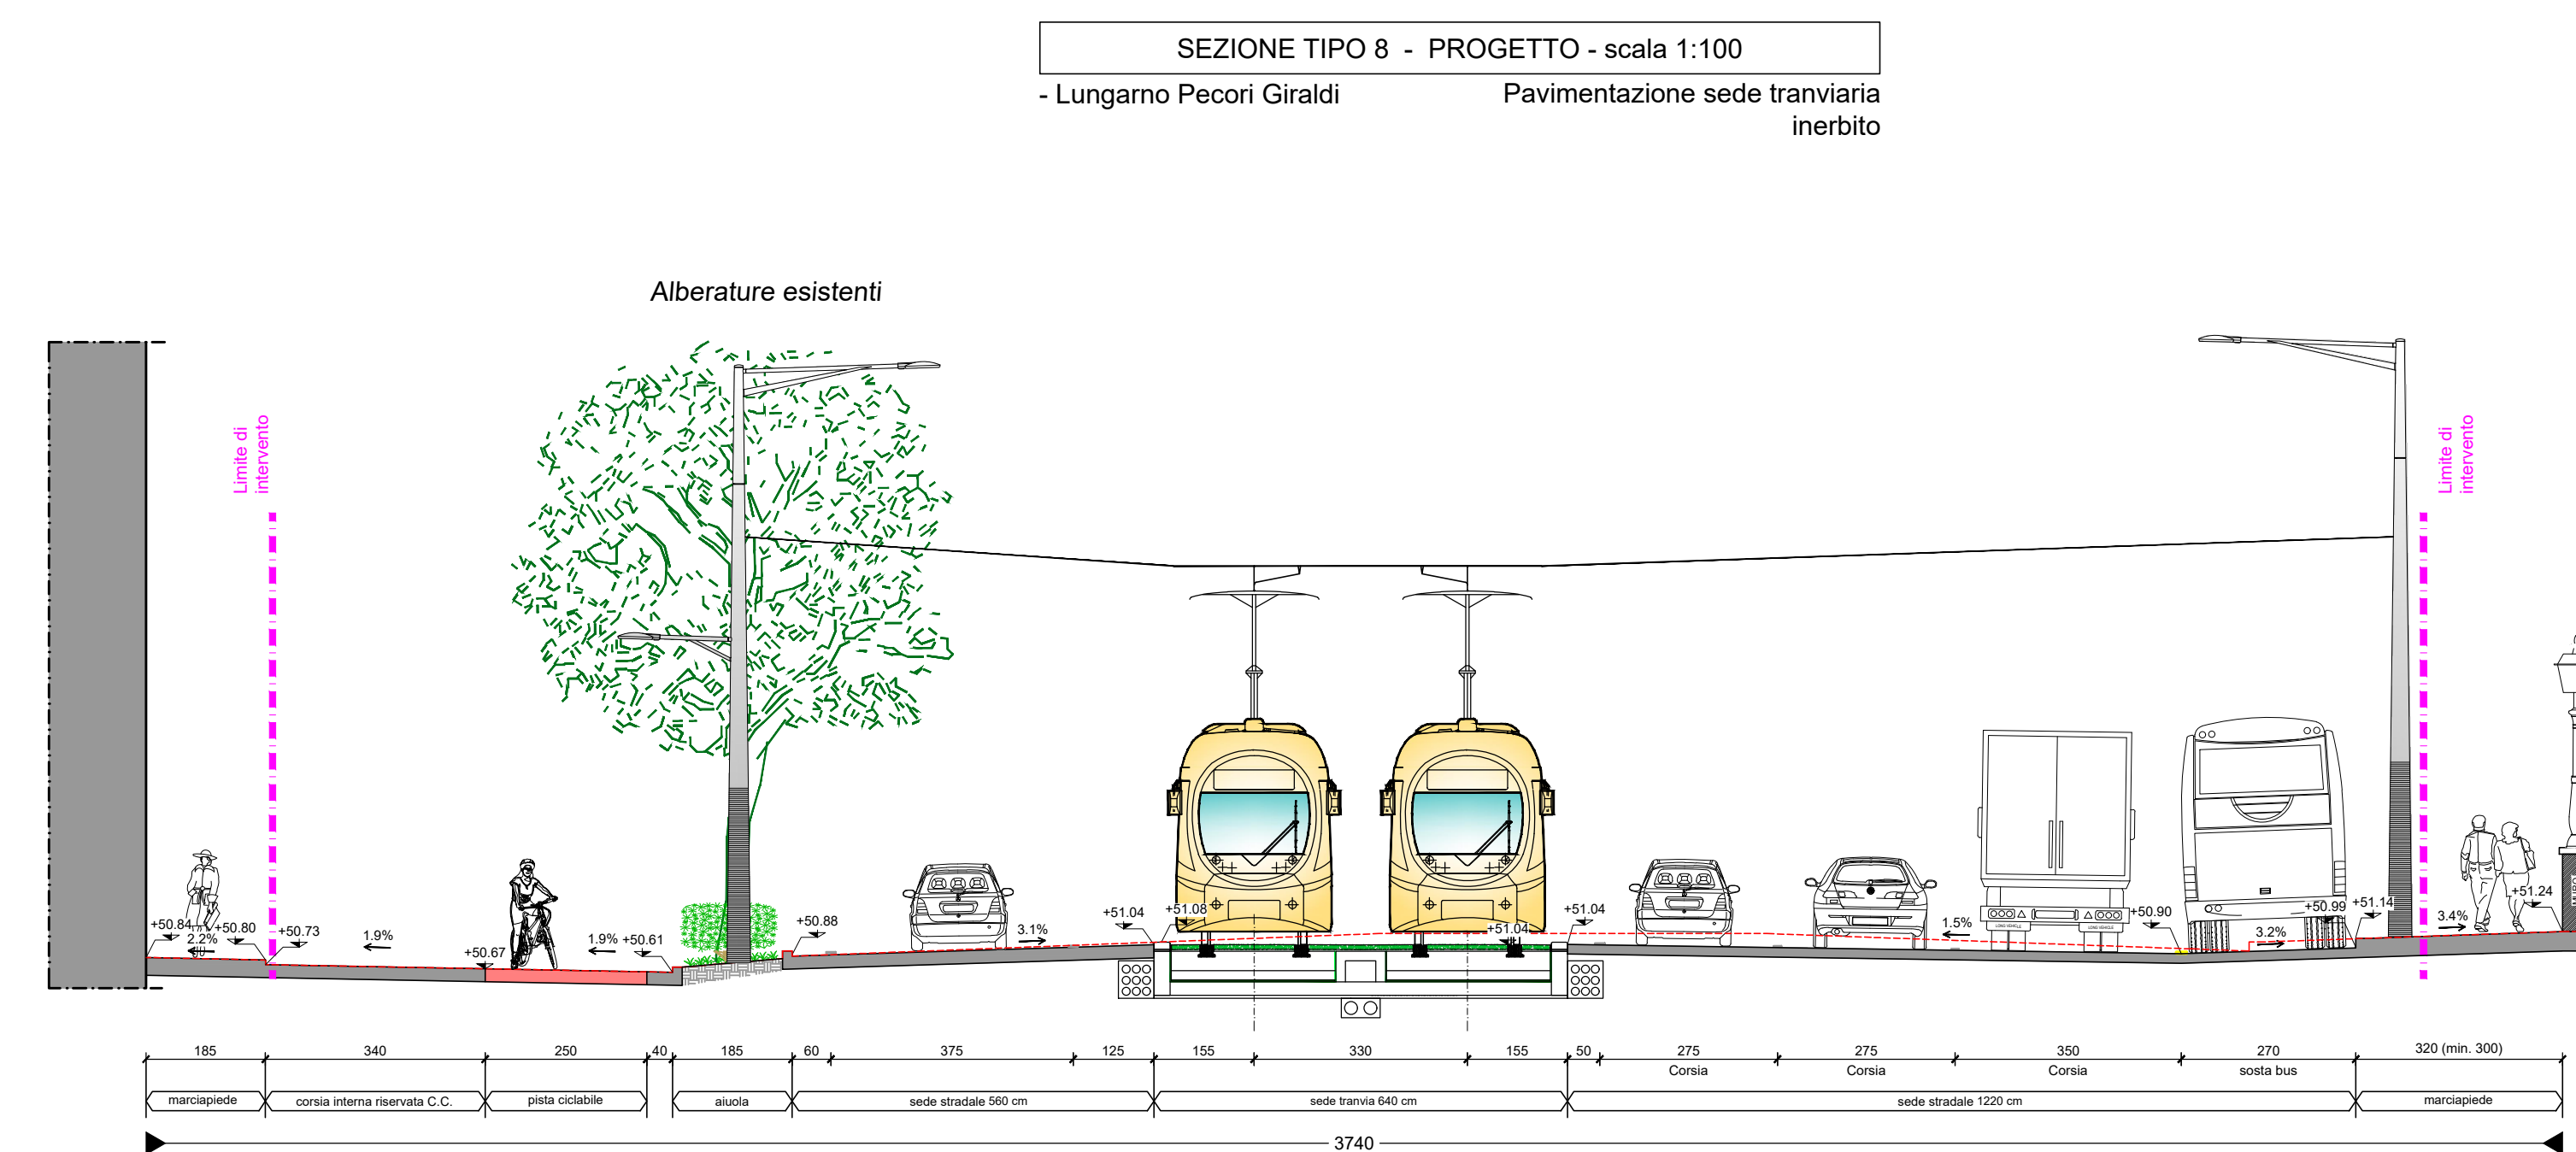 SEZIONE TIPO 8 - PROGETTO - scala 1:100
- Lungarno Pecori Giraldi
Pavimentazione sede tranviaria
inerbito
Alberature esistenti
Limite di
intervento
Limite di
intervento
+50.84
2.2%
+50.80
+50.73
1.9%
+50.67
1.9%
+50.61
+50.88
3.1%
+51.04
+51.08
+51.04
+51.04
1.5%
+50.90
3.2%
+50.99
+51.14
3.4%
+51.24
185 340 250 40 185 60 375 125 155 330 155 50 275 275 350 270 320 (min. 300)
Corsia Corsia Corsia sosta bus
marciapiede corsia interna riservata C.C. pista ciclabile aiuola sede stradale 560 cm sede tranvia 640 cm sede stradale 1220 cm marciapiede
3740